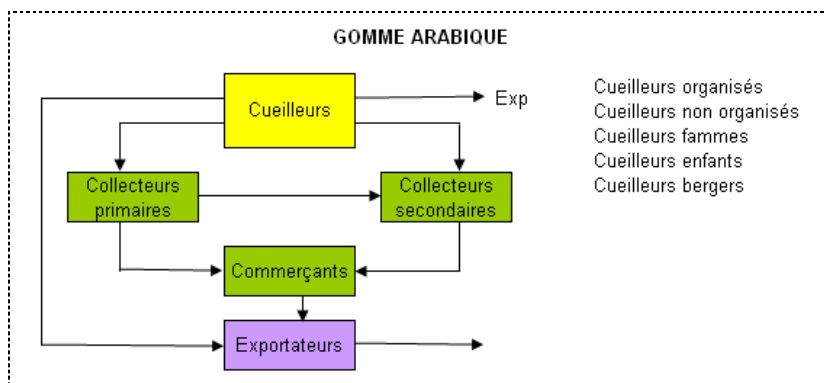 GOMME ARABIQUE
Cueilleurs
Exp
Cueilleurs organisés
Cueilleurs non organisés
Cueilleurs fammes
Cueilleurs enfants
Cueilleurs bergers
Collecteurs
primaires
Collecteurs
secondaires
Commerçants
Exportateurs